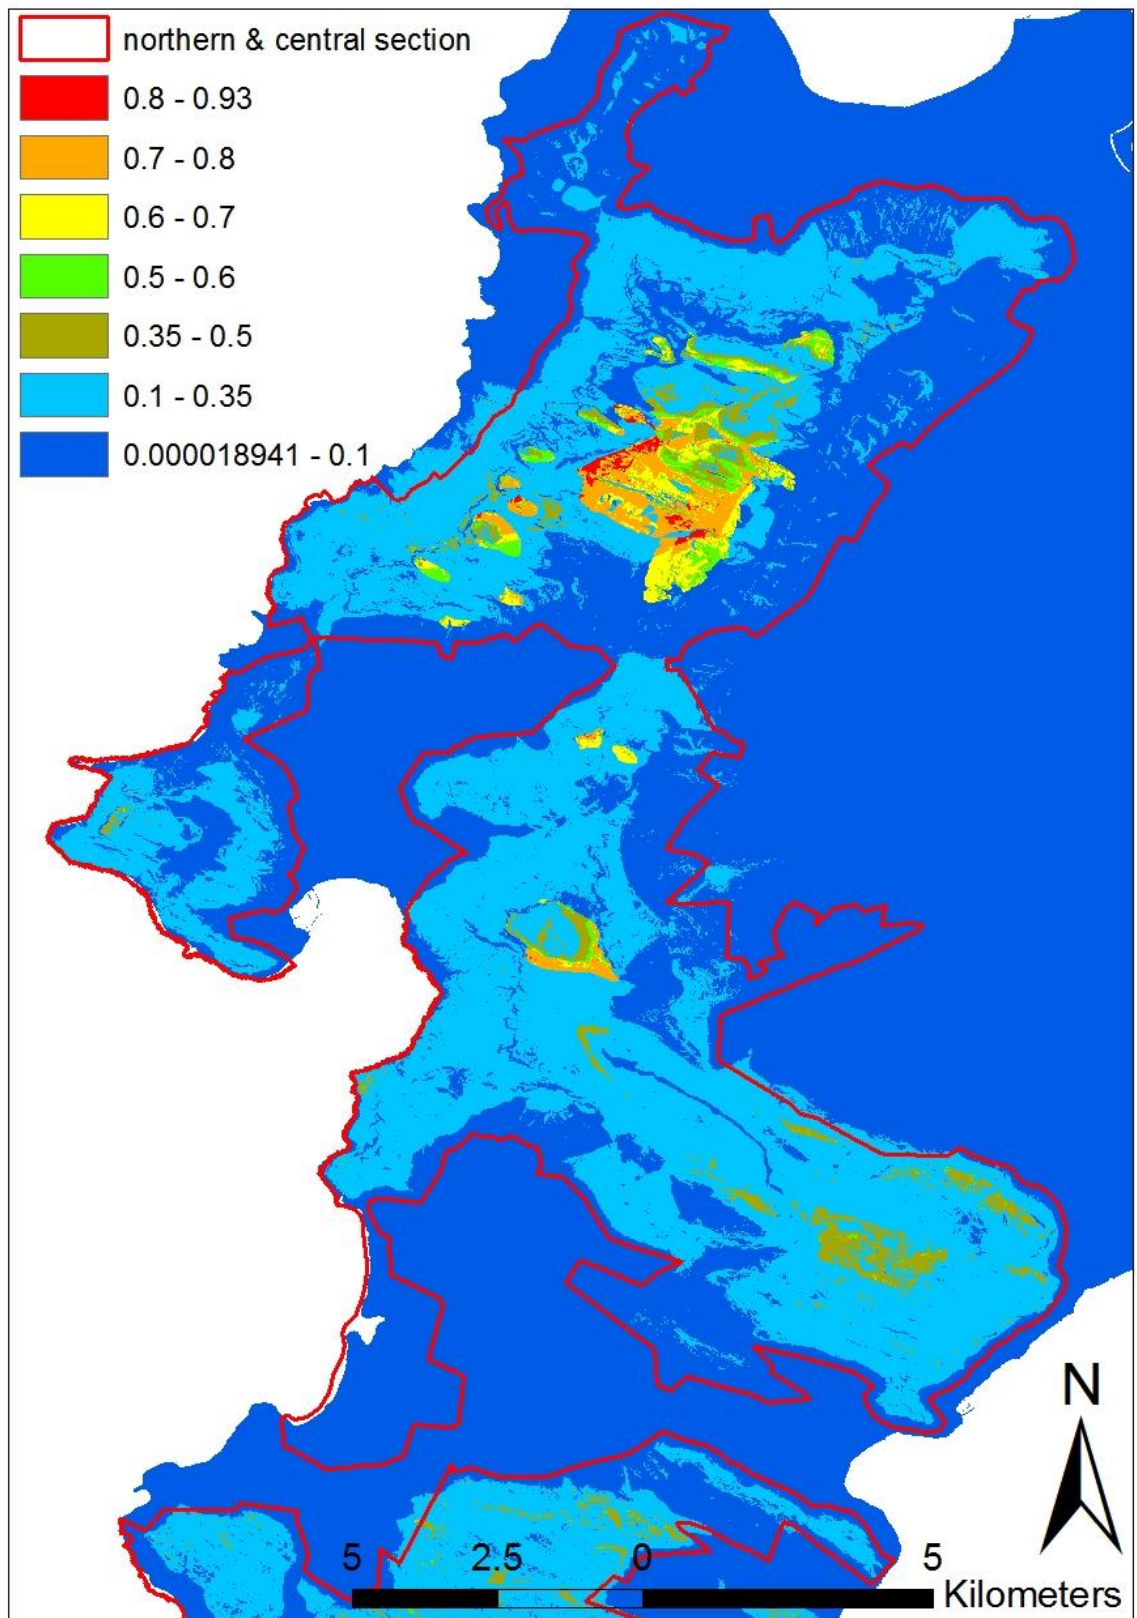 northern & central section
0.8 - 0.93
0.7 - 0.8
0.6 - 0.7
0.5 - 0.6
0.35 - 0.5
0.1 - 0.35
0.000018941 - 0.1
N
5 2.5 0 5
Kilometers